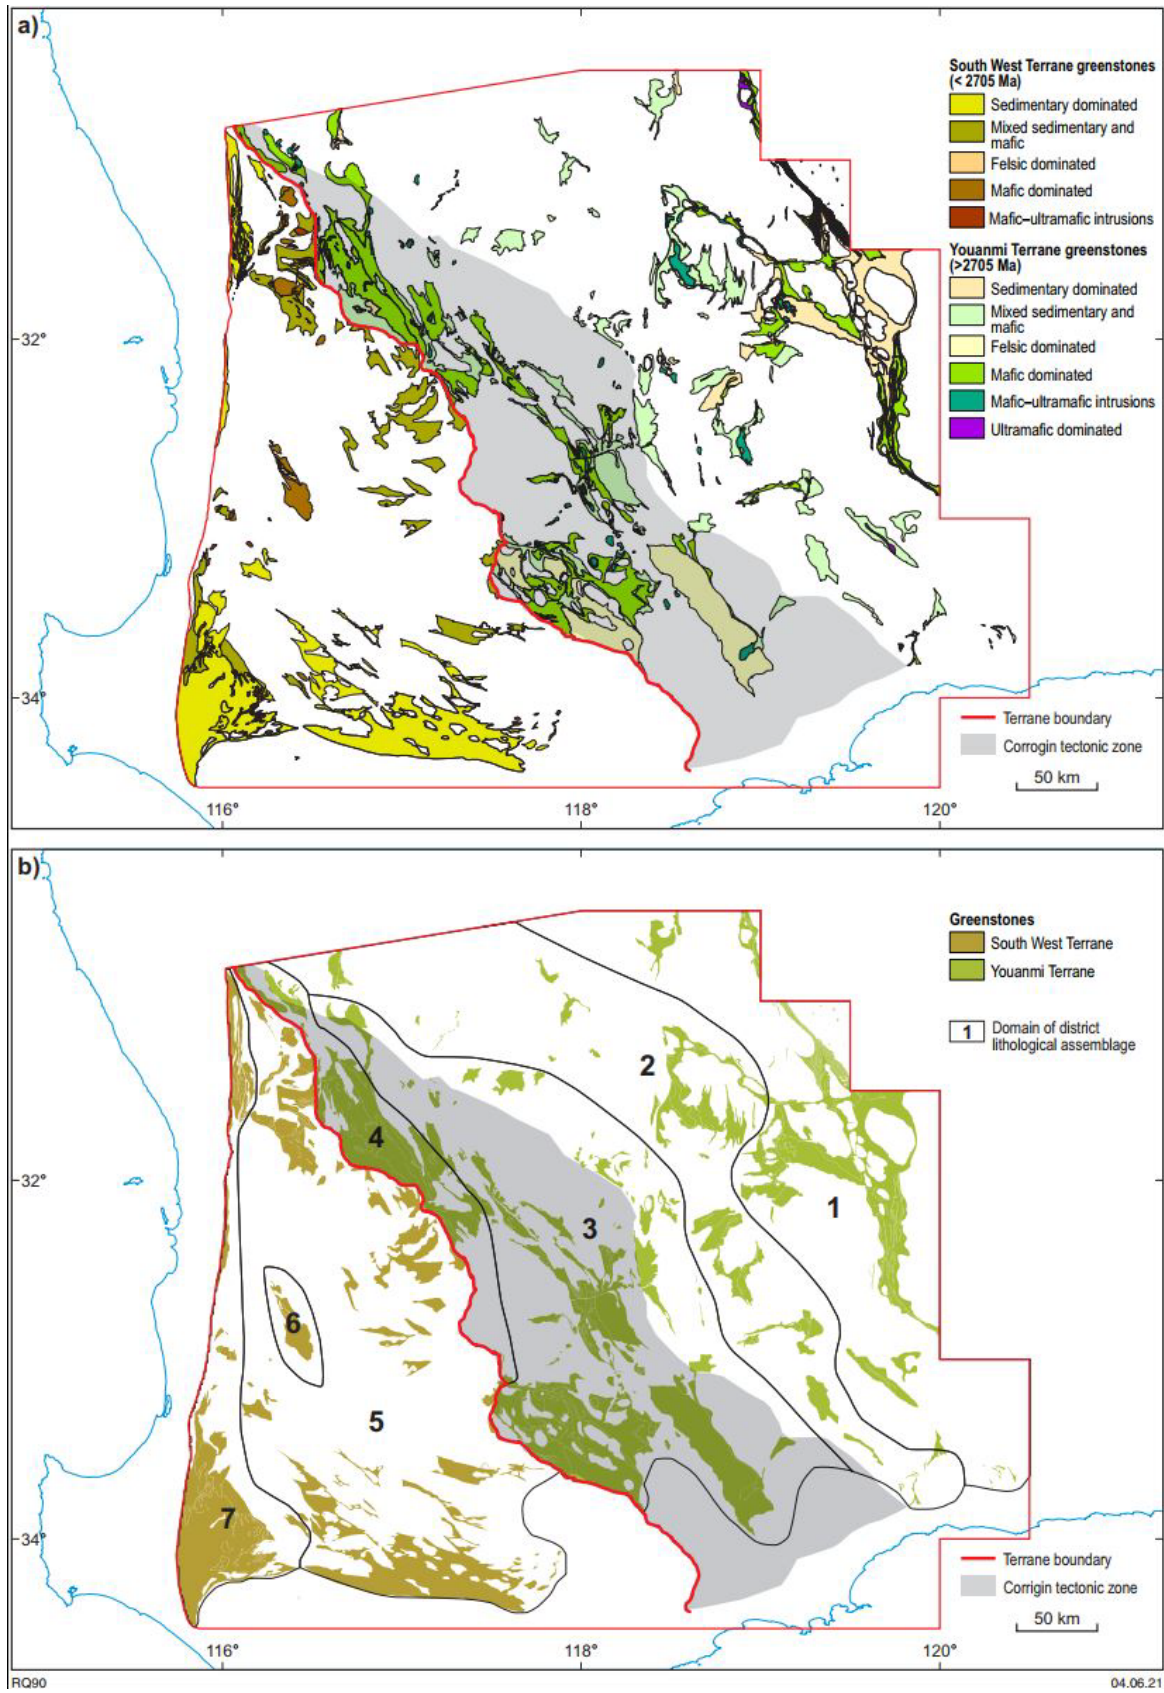 a)
South West Terrane greenstones
(< 2705 Ma)
Sedimentary dominated
Mixed sedimentary and
mafic
Felsic dominated
Mafic dominated
Mafic–ultramafic intrusions
Youanmi Terrane greenstones
(>2705 Ma)
Sedimentary dominated
Mixed sedimentary and
mafic
Felsic dominated
Mafic dominated
Mafic–ultramafic intrusions
Ultramafic dominated
32°
34°
Terrane boundary
Corrogin tectonic zone
50 km
116°
118°
120°
b)
Greenstones
South West Terrane
Youanmi Terrane
1
Domain of district
lithological assemblage
2
4
32°
1
3
6
5
7
34°
Terrane boundary
Corrigin tectonic zone
50 km
116°
118°
120°
RQ90
04.06.21